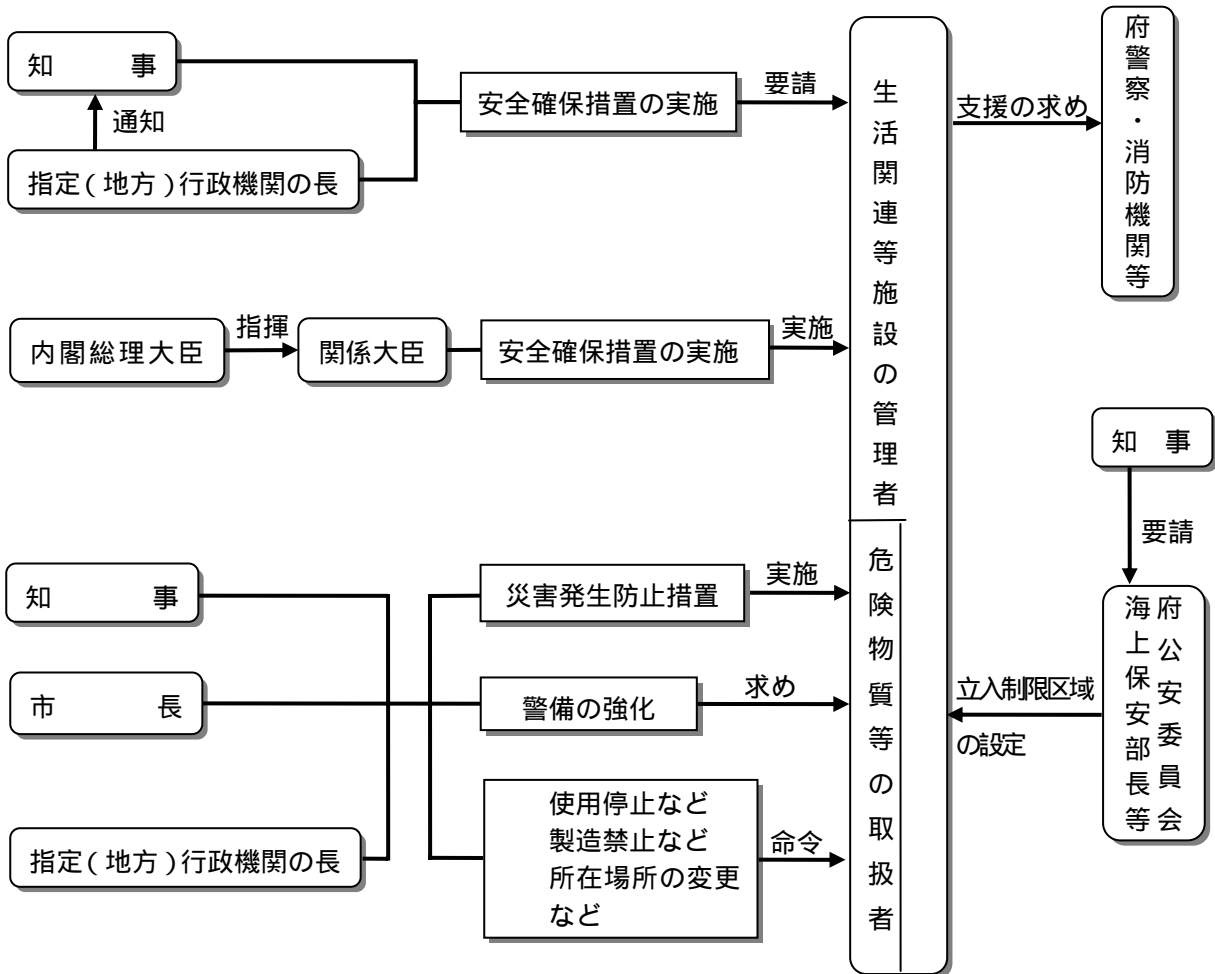 知　　事
通知
指定(地方)行政機関の長
安全確保措置の実施
要請
内閣総理大臣
指揮
関係大臣
安全確保措置の実施
実施
知　　事
市　　長
指定(地方)行政機関の長
災害発生防止措置
実施
警備の強化
求め
使用停止など
製造禁止など
所在場所の変更
など
命令
生活関連等施設の管理者
危険物質等の取扱者
支援の求め
府警察・消防機関等
知　事
要請
府公安委員会
海上保安部長等
立入制限区域
の設定